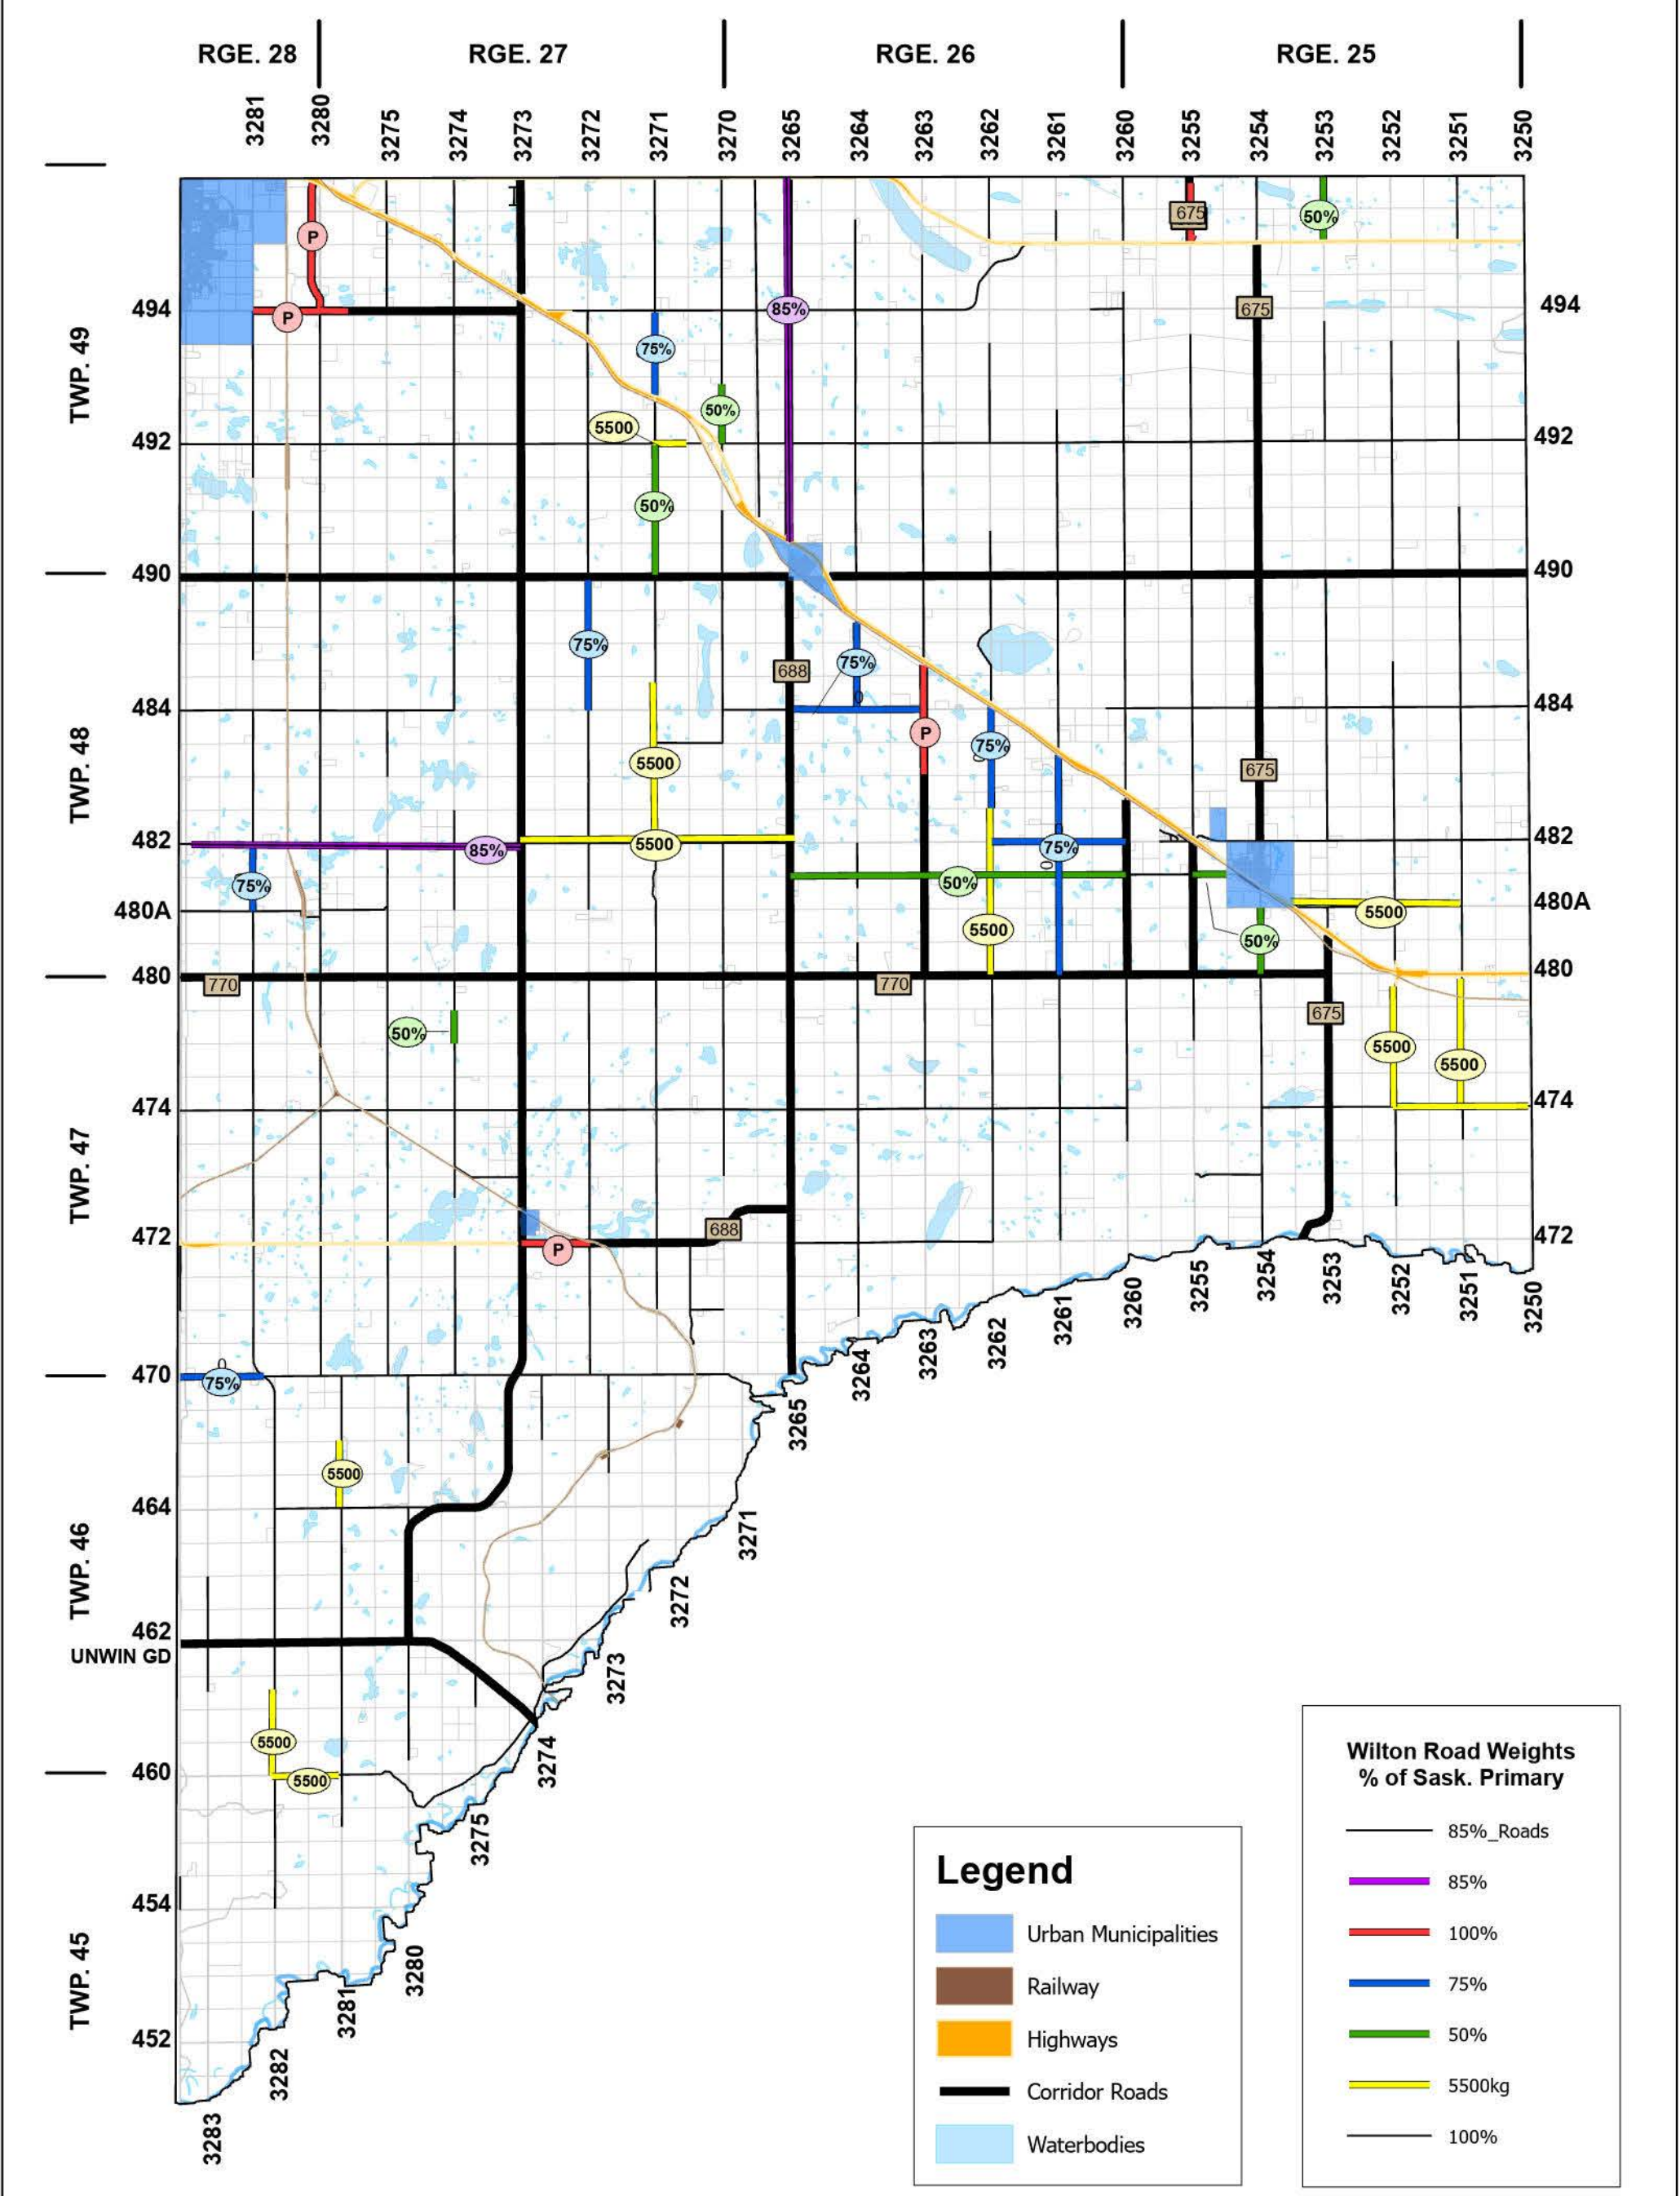 RGE. 28 RGE. 27 RGE. 26 RGE. 25
3281 3280 3275 3274 3273 3272 3271 3270 3265 3264 3263 3262 3261 3260 3255 3254 3253 3252 3251 3250
675 50%
P
494 P 85% 675 494
75%
TWP. 49
50%
5500
492 492
50%
490 490
75% 688 75%
484 484
P 75%
5500 675
TWP. 48
482 85% 5500 75% 482
75% 50%
480A 5500 5500 480A
50%
480 770 770 480
675
50% 5500 5500
474 474
TWP. 47
472 P 688 472
3255 3254 3253 3252 3251 3250
3260
3261
3262
3263
3264
3265
470 75%
5500
464
3271
TWP. 46
3272
462
UNWIN GD
3273
5500
3274
460 5500
3275
454
3280
TWP. 45
3281
452
3282
3283
Legend
Urban Municipalities
Railway
Highways
Corridor Roads
Waterbodies
Wilton Road Weights
% of Sask. Primary
85%_Roads
85%
100%
75%
50%
5500kg
100%